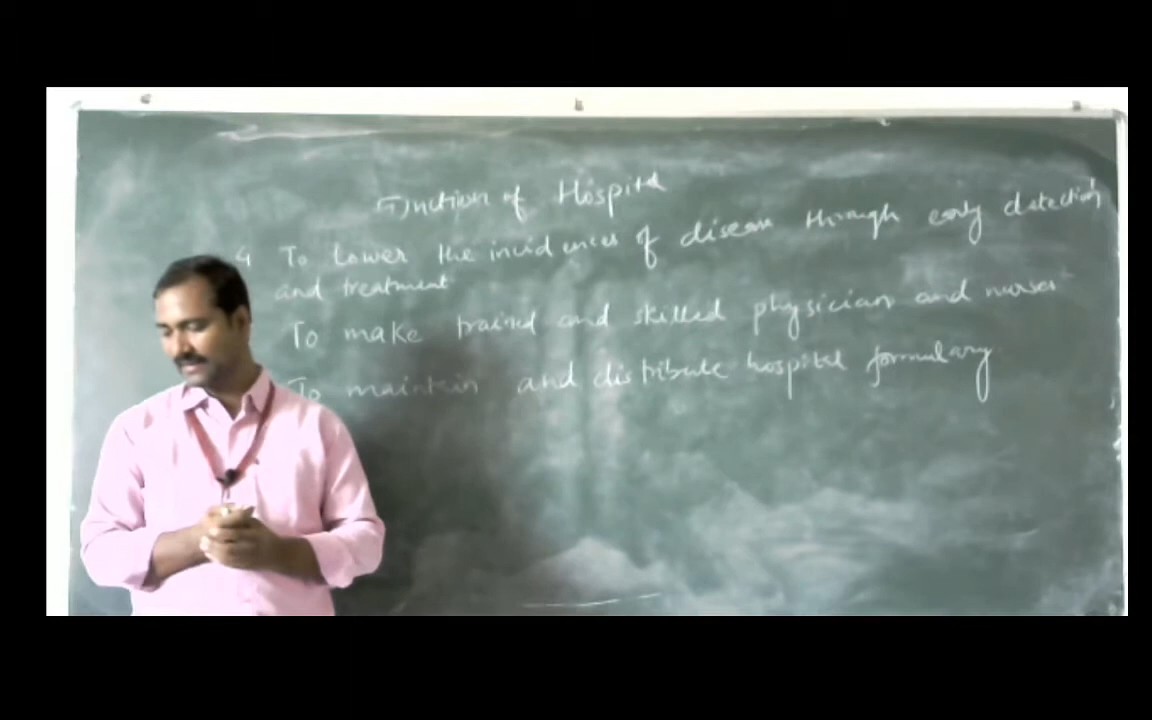 Function of Hospital
4 To Lower the incidences of disease through early detection
and treatment
To make trained and skilled physician and nurses
To maintain and distribute hospital formulary